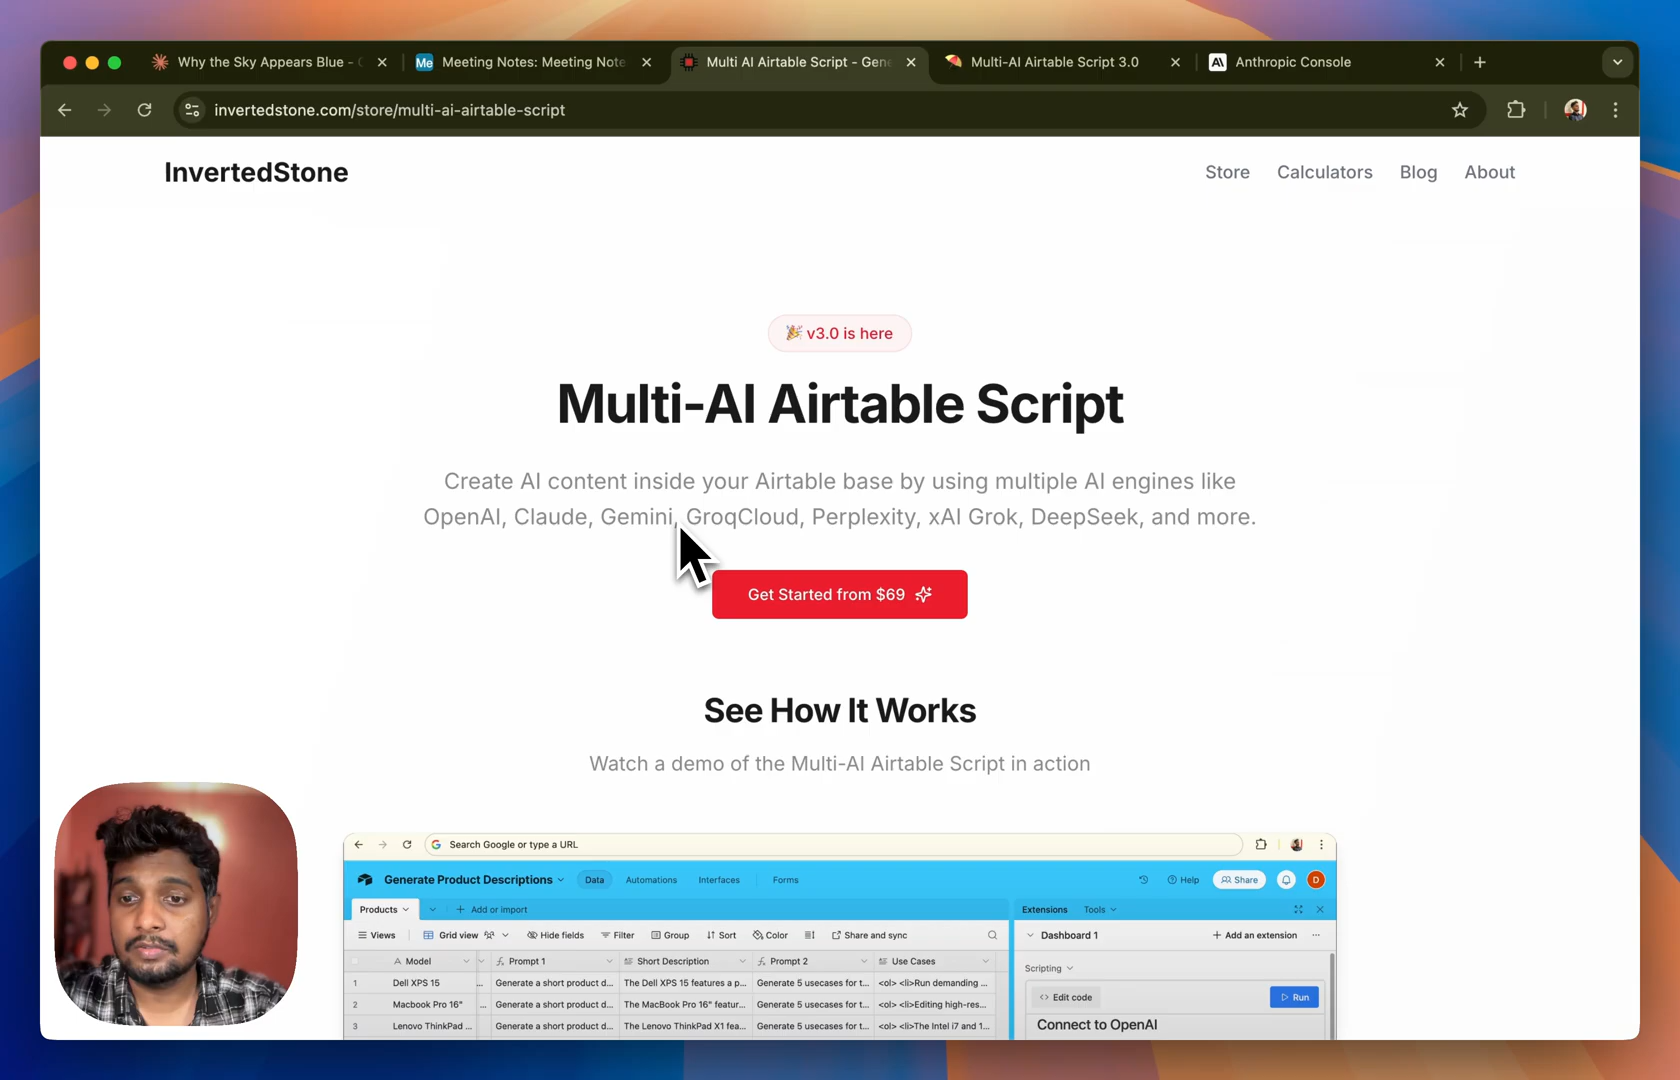 Why the Sky Appears Blue - C
Me Meeting Notes: Meeting Note
Multi AI Airtable Script - Gene
Multi-AI Airtable Script 3.0
Anthropic Console
invertedstone.com/store/multi-ai-airtable-script
InvertedStone
Store Calculators Blog About
🎉 v3.0 is here
Multi-AI Airtable Script
Create AI content inside your Airtable base by using multiple AI engines like
OpenAI, Claude, Gemini, GroqCloud, Perplexity, xAI Grok, DeepSeek, and more.
Get Started from $69
See How It Works
Watch a demo of the Multi-AI Airtable Script in action
Search Google or type a URL
Generate Product Descriptions Data Automations Interfaces Forms Help Share D
Products + Add or import Extensions Tools
Views Grid view Hide fields Filter Group Sort Color Share and sync Dashboard 1 + Add an extension ...
A Model Prompt 1 Short Description Prompt 2 Use Cases Scripting
1 Dell XPS 15 ... Generate a short product d... The Dell XPS 15 features a p... Generate 5 usecases for t... <ol> <li>Run demanding ...
2 Macbook Pro 16" ... Generate a short product d... The MacBook Pro 16" featur... Generate 5 usecases for t... <ol> <li>Editing high-res...
<> Edit code Run
3 Lenovo ThinkPad ... Generate a short product d... The Lenovo ThinkPad X1 fea... Generate 5 usecases for t... <ol> <li>The Intel i7 and 1...
Connect to OpenAI